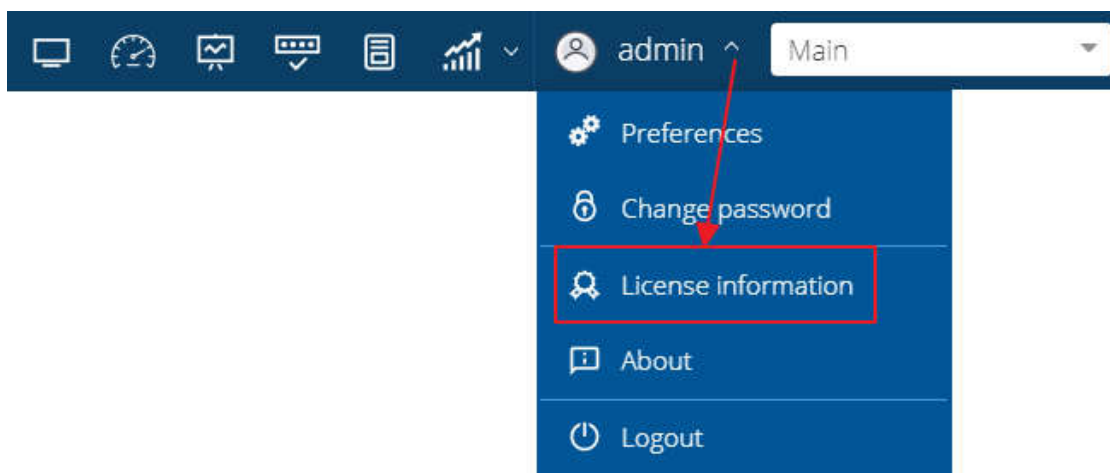 admin Main
Preferences
Change password
License information
About
Logout